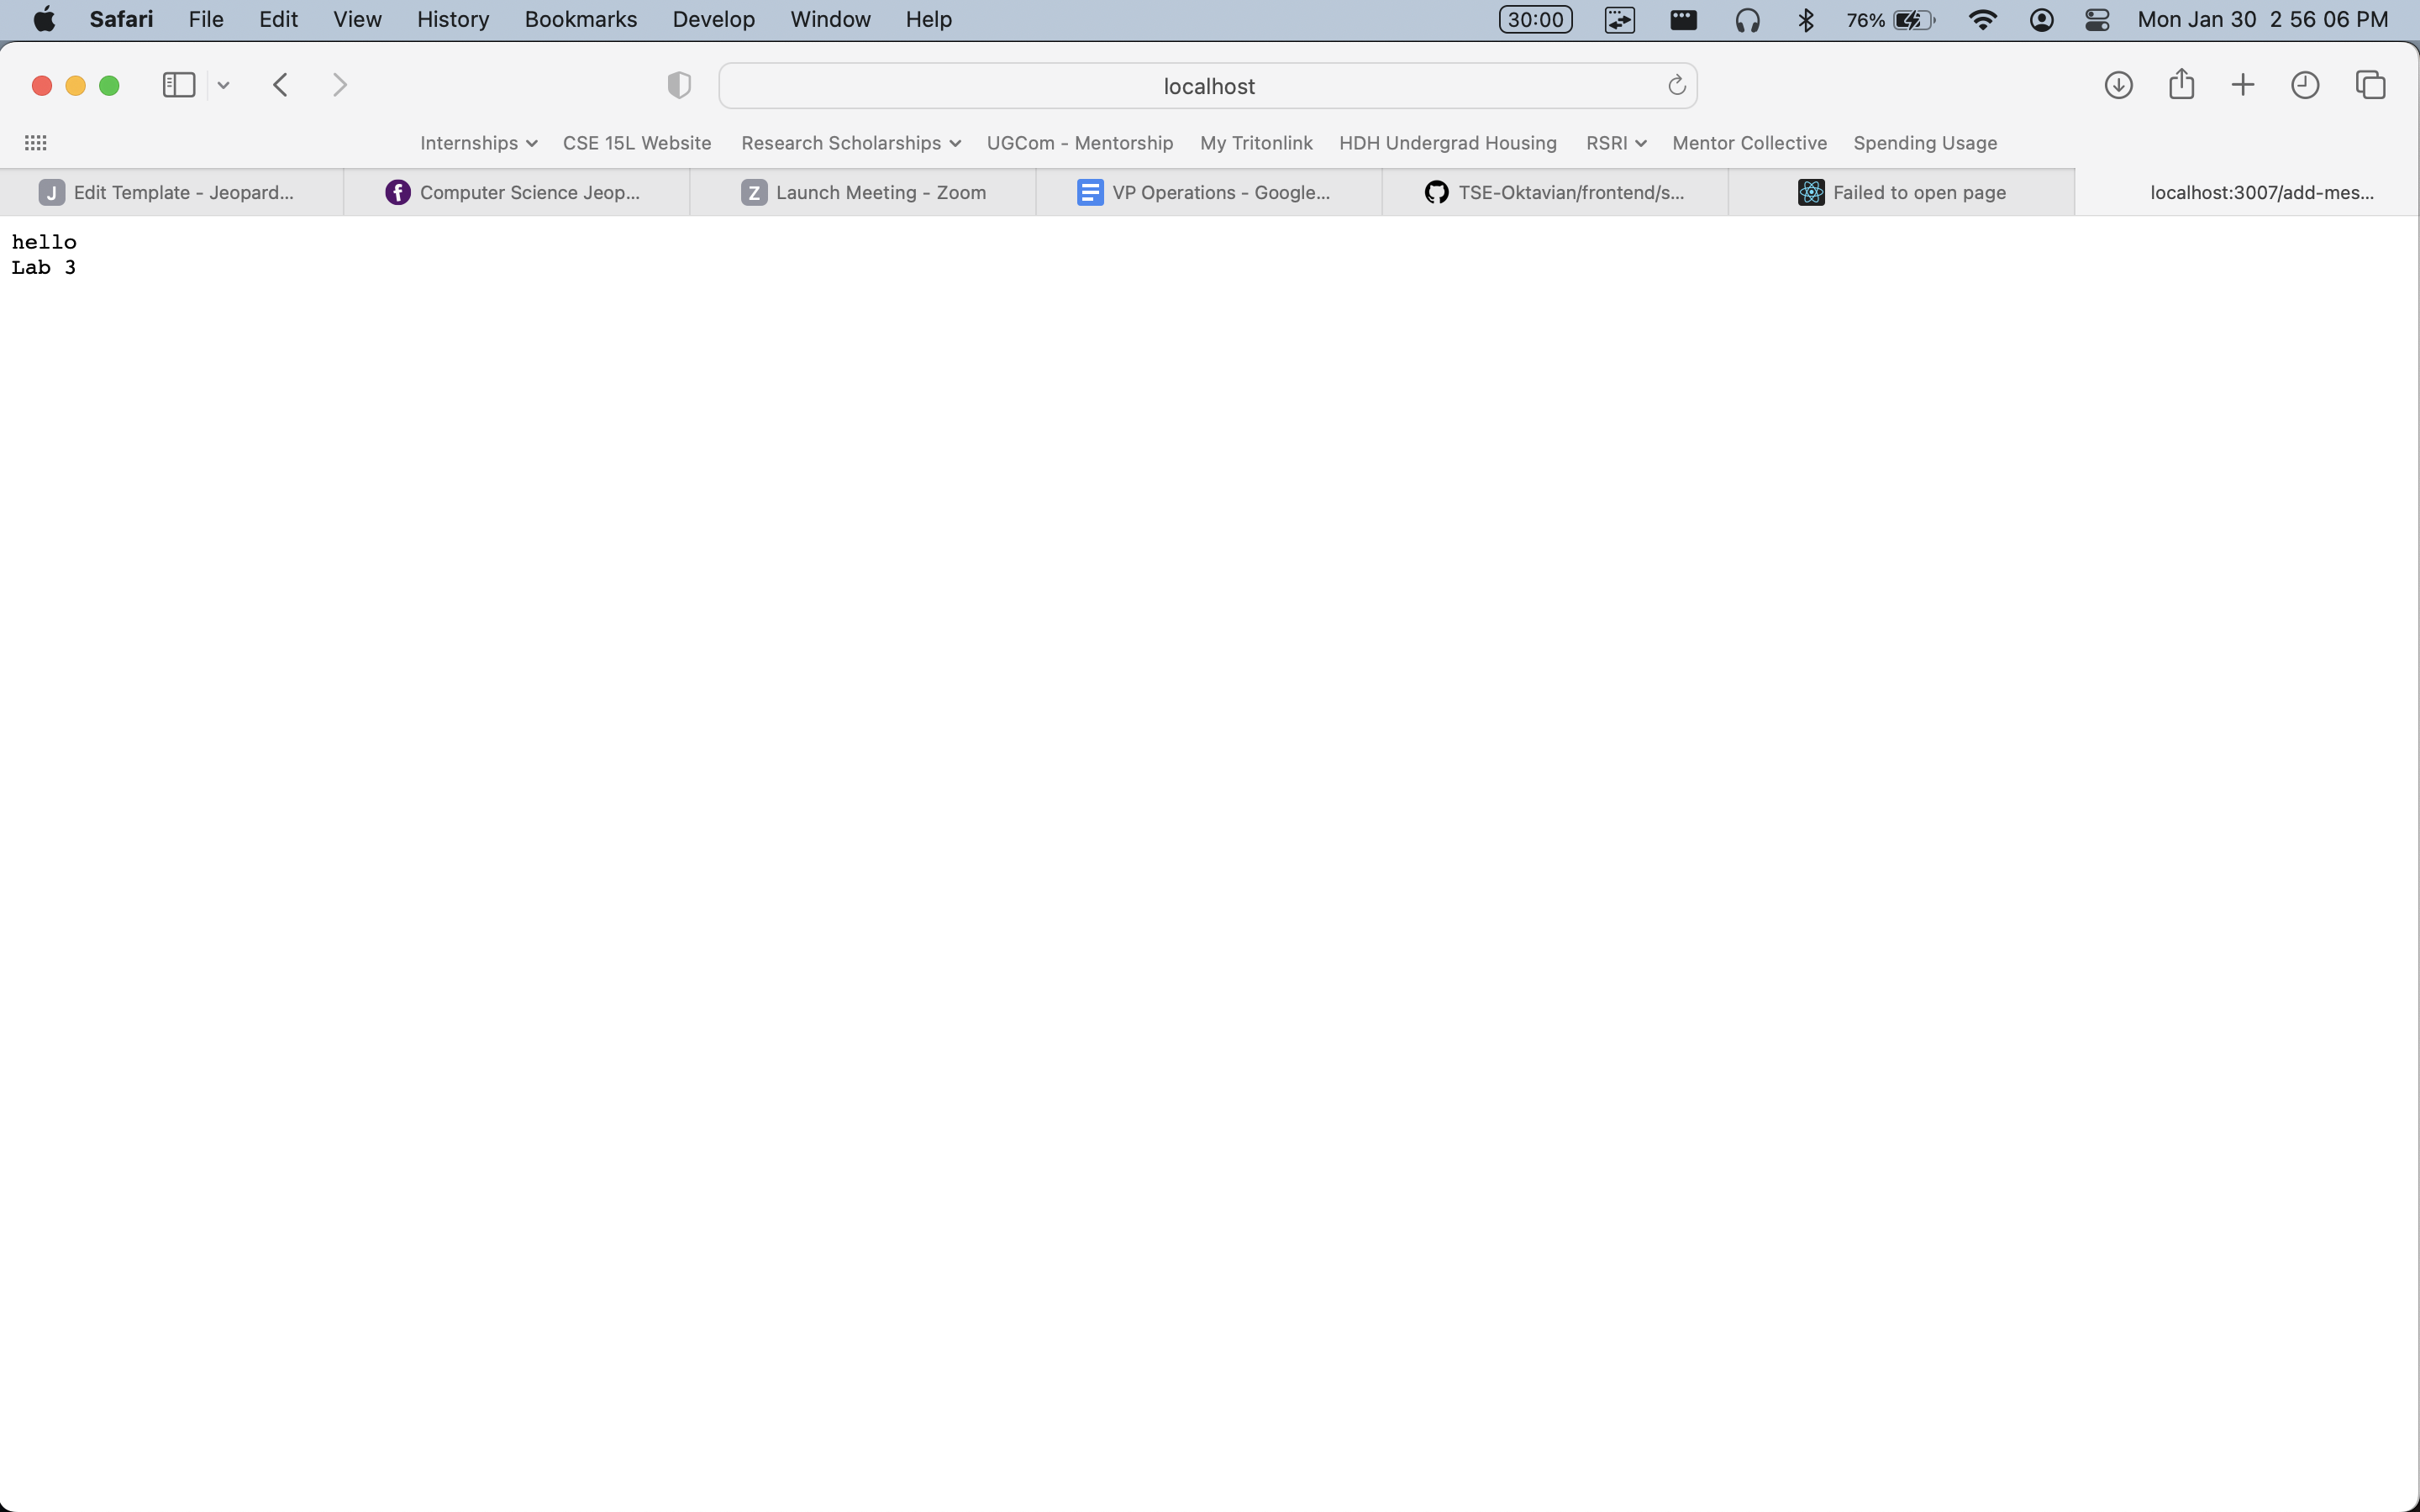 Safari File Edit View History Bookmarks Develop Window Help 30:00 76% Mon Jan 30 2 56 06 PM
localhost
Internships CSE 15L Website Research Scholarships UGCom - Mentorship My Tritonlink HDH Undergrad Housing RSRI Mentor Collective Spending Usage
J Edit Template - Jeopard... f Computer Science Jeop... Z Launch Meeting - Zoom VP Operations - Google... TSE-Oktavian/frontend/s... Failed to open page localhost:3007/add-mes...
hello
Lab 3